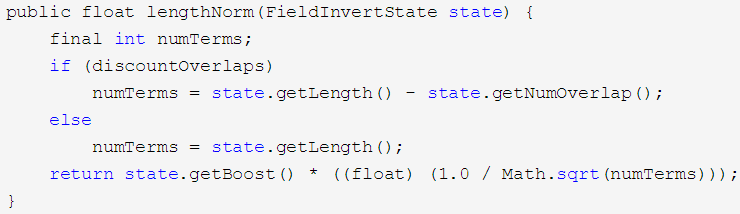 public float lengthNorm(FieldInvertState state) {
    final int numTerms;
    if (discountOverlaps)
        numTerms = state.getLength() - state.getNumOverlap();
    else
        numTerms = state.getLength();
    return state.getBoost() * ((float) (1.0 / Math.sqrt(numTerms)));
}